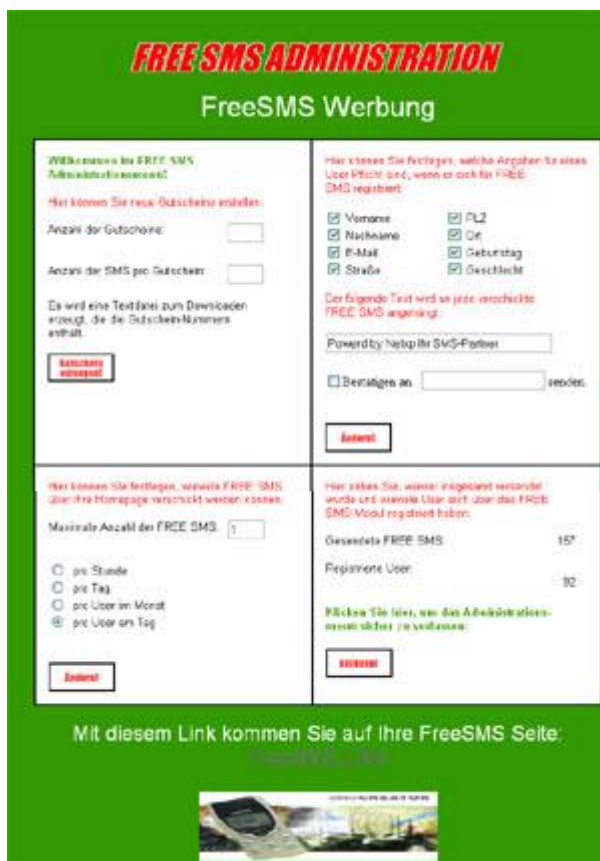 FREE SMS ADMINISTRATION
FreeSMS Werbung
Willkommen im FREE SMS
Administrationsmenü!
Hier können Sie neue Gutscheine erstellen:
Anzahl der Gutscheine:
Anzahl der SMS pro Gutschein:
Es wird eine Textdatei zum Downloaden
erzeugt, die die Gutschein-Nummern
enthält.
Hier können Sie festlegen, welche Angaben für einen
User Pflicht sind, wenn er sich für FREE
SMS registriert:
Vorname
PLZ
Nachname
Ort
E-Mail
Geburtstag
Straße
Geschlecht
Der folgende Text wird an jede verschickte
FREE SMS angehängt:
Powerd by Netxp Ihr SMS-Partner
Bestätigen an
senden.
Ändern!
Hier können Sie festlegen, wieviele FREE SMS
über Ihre Homepage verschickt werden können:
Maximale Anzahl der FREE SMS:
1
pro Stunde
pro Tag
pro User im Monat
pro User am Tag
Ändern!
Hier sehen Sie, wieviel insgesamt versendet
wurde und wieviele User sich über das FREE
SMS Modul registriert haben:
Gesendete FREE SMS:
157
Registrierte User:
92
Klicken Sie hier, um das Administrations-
menü sicher zu verlassen:
Mit diesem Link kommen Sie auf Ihre FreeSMS Seite: